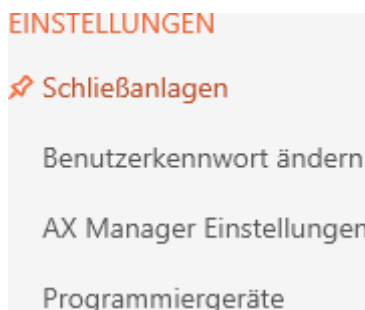 EINSTELLUNGEN
Schließanlagen
Benutzerkennwort ändern
AX Manager Einstellungen
Programmiergeräte